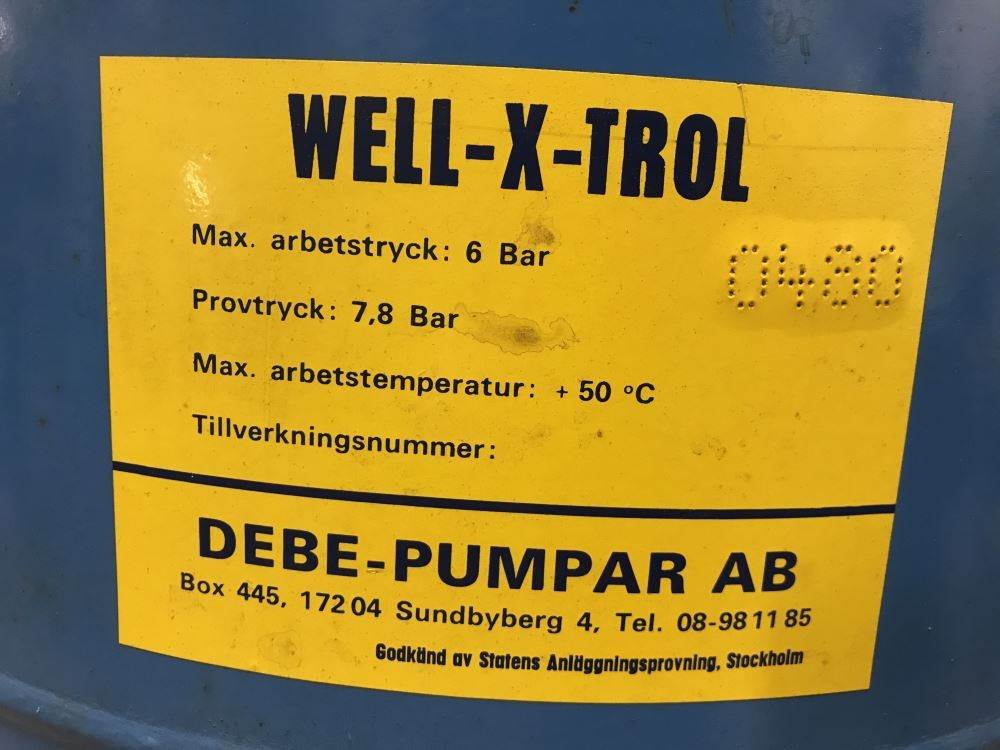 WELL-X-TROL
Max. arbetstryck: 6 Bar
0480
Provtryck: 7,8 Bar
Max. arbetstemperatur: + 50 °C
Tillverkningsnummer:
DEBE-PUMPAR AB
Box 445, 172 04 Sundbyberg 4, Tel. 08-98 11 85
Godkänd av Statens Anläggningsprovning, Stockholm